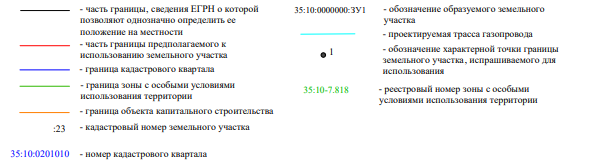 - часть границы, сведения ЕГРН о которой
позволяют однозначно определить ее
положение на местности
- часть границы предполагаемого к
использованию земельного участка
- граница кадастрового квартала
- граница зоны с особыми условиями
использования территории
- граница объекта капитального строительства
:23 - кадастровый номер земельного участка
35:10:0201010 - номер кадастрового квартала
35:10:0000000:ЗУ1 - обозначение образуемого земельного
участка
- проектируемая трасса газопровода
1 - обозначение характерной точки границы
земельного участка, испрашиваемого для
использования
35:10-7.818 - реестровый номер зоны с особыми
условиями использования территории